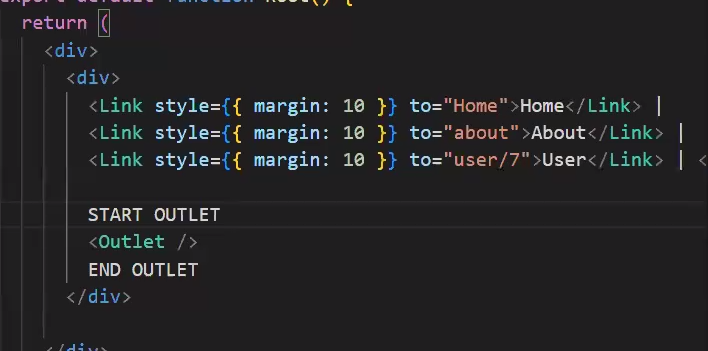 export default function Root() {
return (
<div>
<div>
<Link style={{ margin: 10 }} to="Home">Home</Link> |
<Link style={{ margin: 10 }} to="about">About</Link> |
<Link style={{ margin: 10 }} to="user/7">User</Link> | <
START OUTLET
<Outlet />
END OUTLET
</div>
</div>